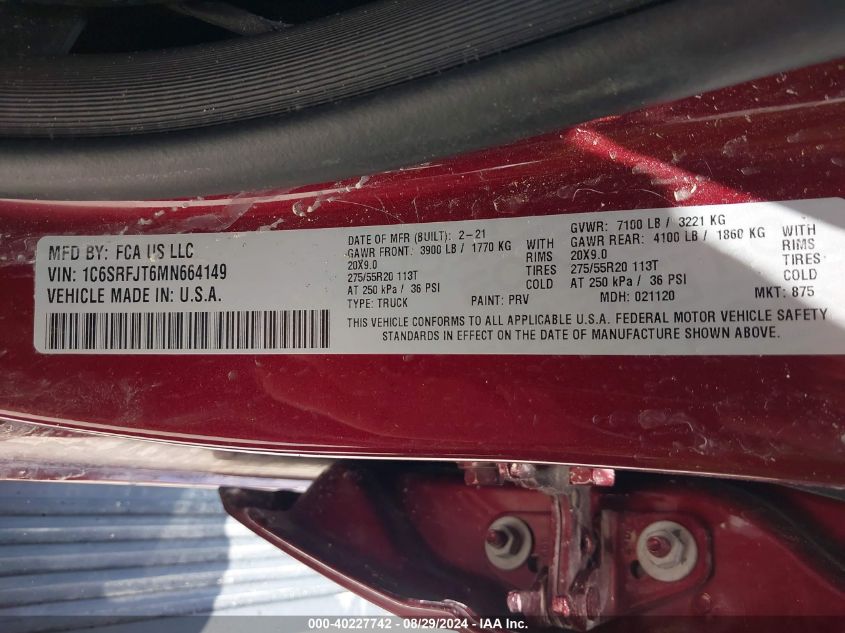 MFD BY: FCA US LLC
VIN: 1C6SRFJT6MN664149
VEHICLE MADE IN: U.S.A.
DATE OF MFR (BUILT): 2-21
GAWR FRONT: 3900 LB / 1770 KG WITH
20X9.0 RIMS
275/55R20 113T TIRES
AT 250 kPa / 36 PSI COLD
TYPE: TRUCK PAINT: PRV
GVWR: 7100 LB / 3221 KG
GAWR REAR: 4100 LB / 1860 KG WITH
20X9.0 RIMS
275/55R20 113T TIRES
AT 250 kPa / 36 PSI COLD
MDH: 021120 MKT: 875
THIS VEHICLE CONFORMS TO ALL APPLICABLE U.S.A. FEDERAL MOTOR VEHICLE SAFETY
STANDARDS IN EFFECT ON THE DATE OF MANUFACTURE SHOWN ABOVE.
000-40227742 - 08/29/2024 - IAA Inc.